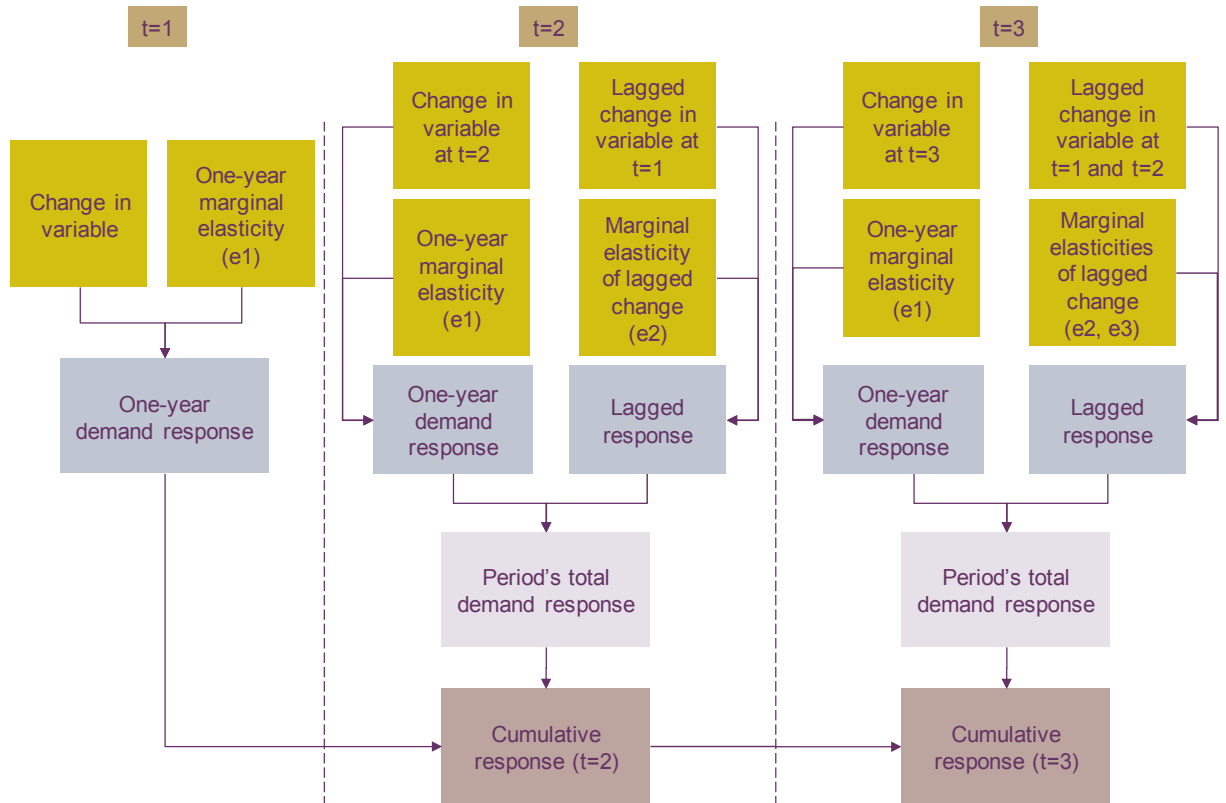 t=1
t=2
t=3
Change in
variable
One-year
marginal
elasticity
(e1)
One-year
demand response
Change in
variable
at t=2
Lagged
change in
variable at
t=1
One-year
marginal
elasticity
(e1)
Marginal
elasticity
of lagged
change
(e2)
One-year
demand
response
Lagged
response
Period's total
demand response
Cumulative
response (t=2)
Change in
variable
at t=3
Lagged
change in
variable at
t=1 and t=2
One-year
marginal
elasticity
(e1)
Marginal
elasticities
of lagged
change
(e2, e3)
One-year
demand
response
Lagged
response
Period's total
demand response
Cumulative
response (t=3)